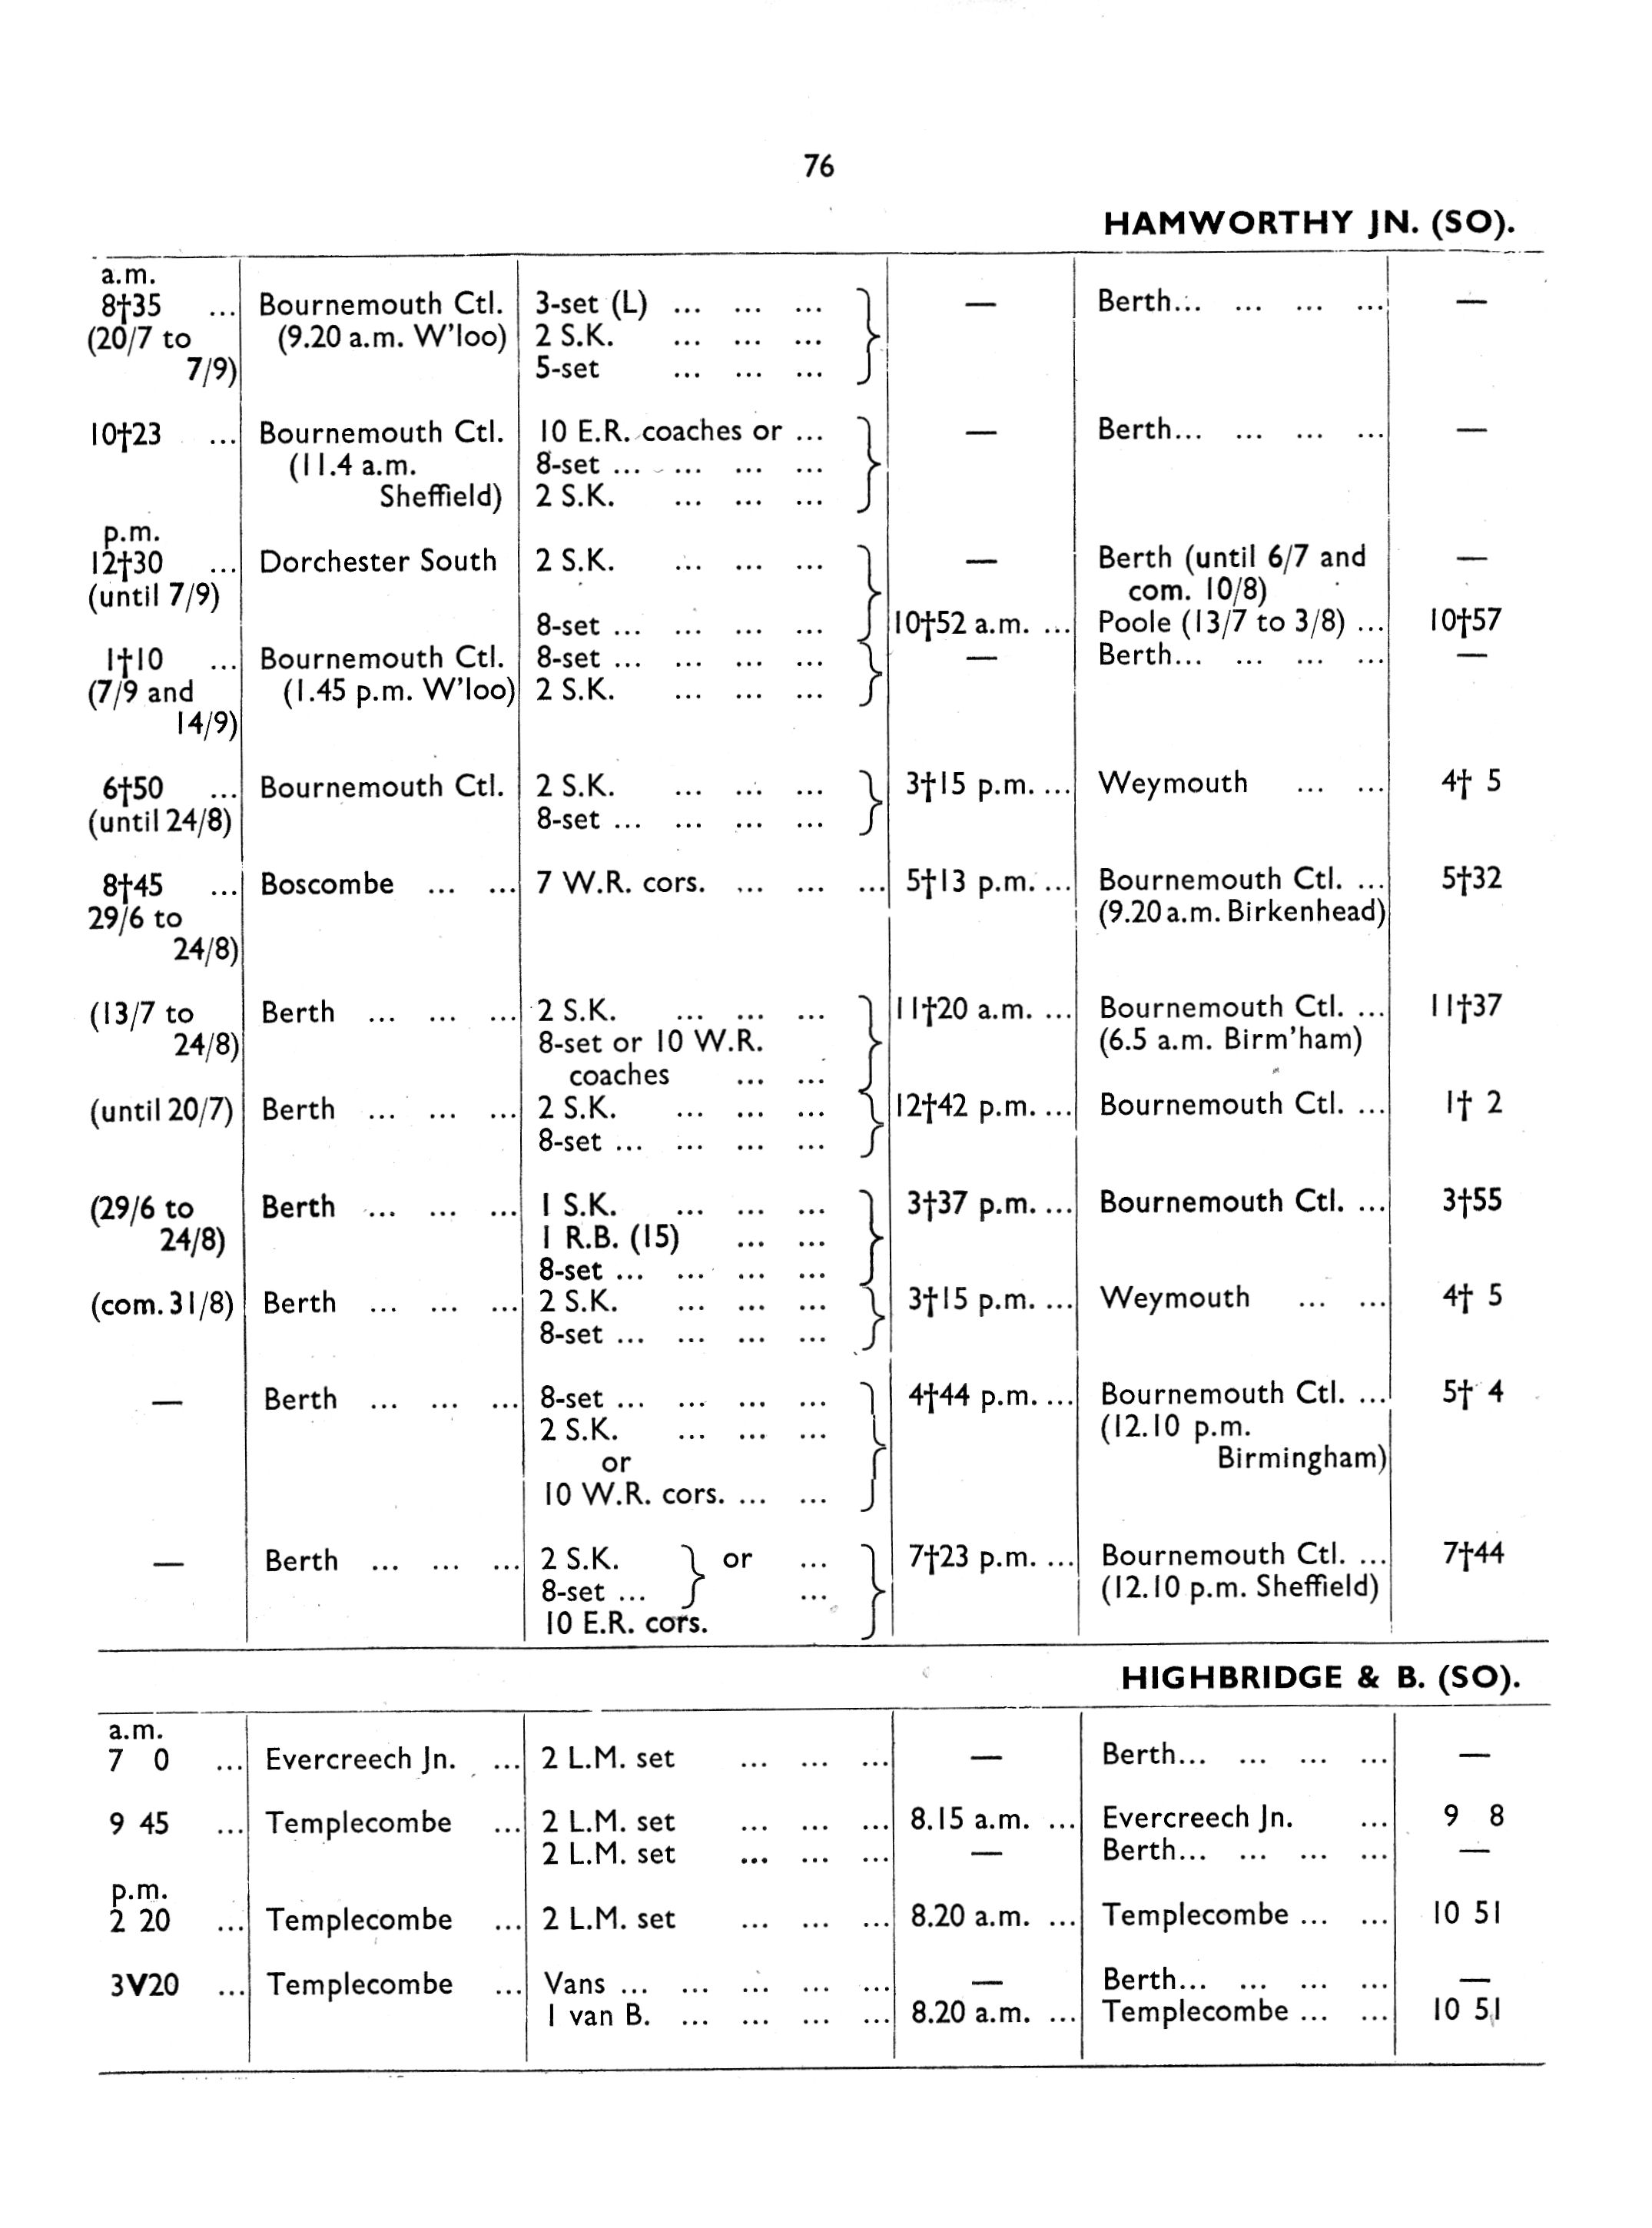 76
HAMWORTHY JN. (SO).
a.m.
8†35 ... Bournemouth Ctl. 3-set (L) ... ... ... — Berth... ... ... ... —
(20/7 to (9.20 a.m. W'loo) 2 S.K. ... ... ...
7/9) 5-set ... ... ...
10†23 ... Bournemouth Ctl. 10 E.R. coaches or ... — Berth... ... ... ... —
(11.4 a.m. 8-set ... ... ... ...
Sheffield) 2 S.K. ... ... ...
p.m.
12†30 ... Dorchester South 2 S.K. ... ... ... — Berth (until 6/7 and —
(until 7/9) com. 10/8)
8-set ... ... ... ... 10†52 a.m. ... Poole (13/7 to 3/8) ... 10†57
1†10 ... Bournemouth Ctl. 8-set ... ... ... ... — Berth... ... ... ... —
(7/9 and (1.45 p.m. W'loo) 2 S.K. ... ... ...
14/9)
6†50 ... Bournemouth Ctl. 2 S.K. ... ... ... 3†15 p.m. ... Weymouth ... ... 4† 5
(until 24/8) 8-set ... ... ... ...
8†45 ... Boscombe ... ... 7 W.R. cors. ... ... ... 5†13 p.m. ... Bournemouth Ctl. ... 5†32
29/6 to (9.20 a.m. Birkenhead)
24/8)
(13/7 to Berth ... ... ... 2 S.K. ... ... ... 11†20 a.m. ... Bournemouth Ctl. ... 11†37
24/8) 8-set or 10 W.R. (6.5 a.m. Birm'ham)
coaches ... ...
(until 20/7) Berth ... ... ... 2 S.K. ... ... ... 12†42 p.m. ... Bournemouth Ctl. ... 1† 2
8-set ... ... ... ...
(29/6 to Berth ... ... ... 1 S.K. ... ... ... 3†37 p.m. ... Bournemouth Ctl. ... 3†55
24/8) 1 R.B. (15) ... ...
8-set ... ... ... ...
(com. 31/8) Berth ... ... ... 2 S.K. ... ... ... 3†15 p.m. ... Weymouth ... ... 4† 5
8-set ... ... ... ...
— Berth ... ... ... 8-set ... ... ... ... 4†44 p.m. ... Bournemouth Ctl. ... 5† 4
2 S.K. ... ... ... (12.10 p.m.
or Birmingham)
10 W.R. cors. ... ...
— Berth ... ... ... 2 S.K. } or ... 7†23 p.m. ... Bournemouth Ctl. ... 7†44
8-set ... ... (12.10 p.m. Sheffield)
10 E.R. cors.
HIGHBRIDGE & B. (SO).
a.m.
7 0 ... Evercreech Jn. ... 2 L.M. set ... ... ... — Berth... ... ... ... —
9 45 ... Templecombe ... 2 L.M. set ... ... ... 8.15 a.m. ... Evercreech Jn. ... 9 8
2 L.M. set ... ... ... — Berth... ... ... ... —
p.m.
2 20 ... Templecombe ... 2 L.M. set ... ... ... 8.20 a.m. ... Templecombe ... ... 10 51
3V20 ... Templecombe ... Vans ... ... ... ... ... — Berth... ... ... ... —
1 van B. ... ... ... ... 8.20 a.m. ... Templecombe ... ... 10 51